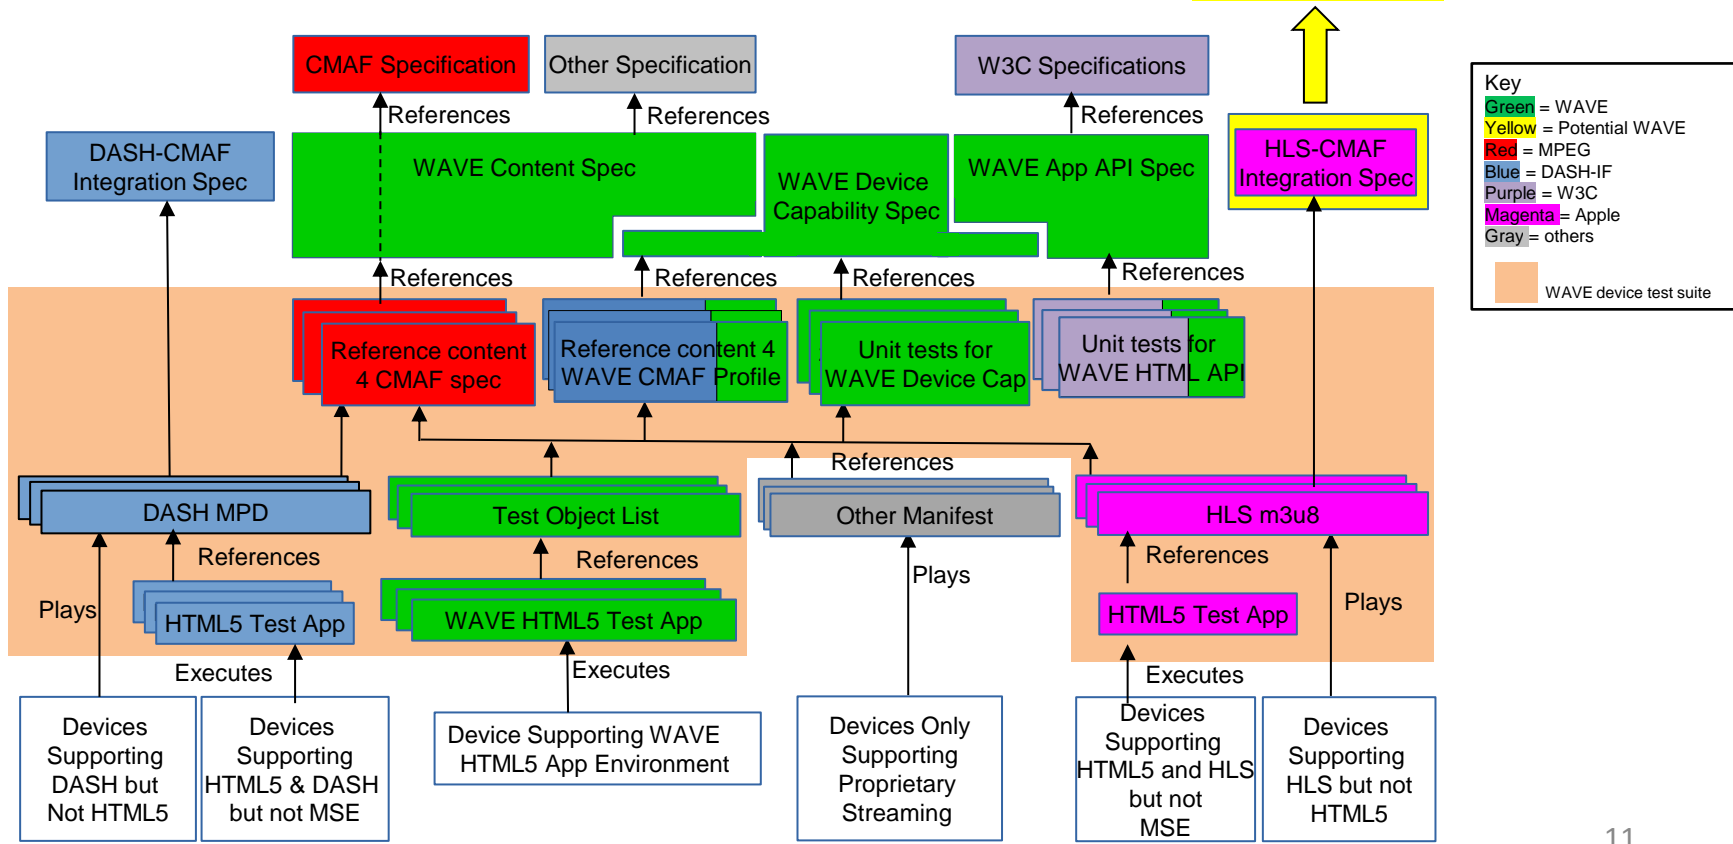 CMAF Specification
Other Specification
W3C Specifications
References
References
References
DASH-CMAF
Integration Spec
WAVE Content Spec
WAVE Device
Capability Spec
WAVE App API Spec
HLS-CMAF
Integration Spec
Key
Green = WAVE
Yellow = Potential WAVE
Red = MPEG
Blue = DASH-IF
Purple = W3C
Magenta = Apple
Gray = others
WAVE device test suite
References
References
References
References
Reference content
4 CMAF spec
Reference content 4
WAVE CMAF Profile
Unit tests for
WAVE Device Cap
Unit tests for
WAVE HTML API
References
DASH MPD
Test Object List
Other Manifest
HLS m3u8
References
References
References
Plays
Plays
Plays
HTML5 Test App
WAVE HTML5 Test App
HTML5 Test App
Executes
Executes
Executes
Devices
Supporting
DASH but
Not HTML5
Devices
Supporting
HTML5 & DASH
but not MSE
Device Supporting WAVE
HTML5 App Environment
Devices Only
Supporting
Proprietary
Streaming
Devices
Supporting
HTML5 and HLS
but not
MSE
Devices
Supporting
HLS but not
HTML5
11